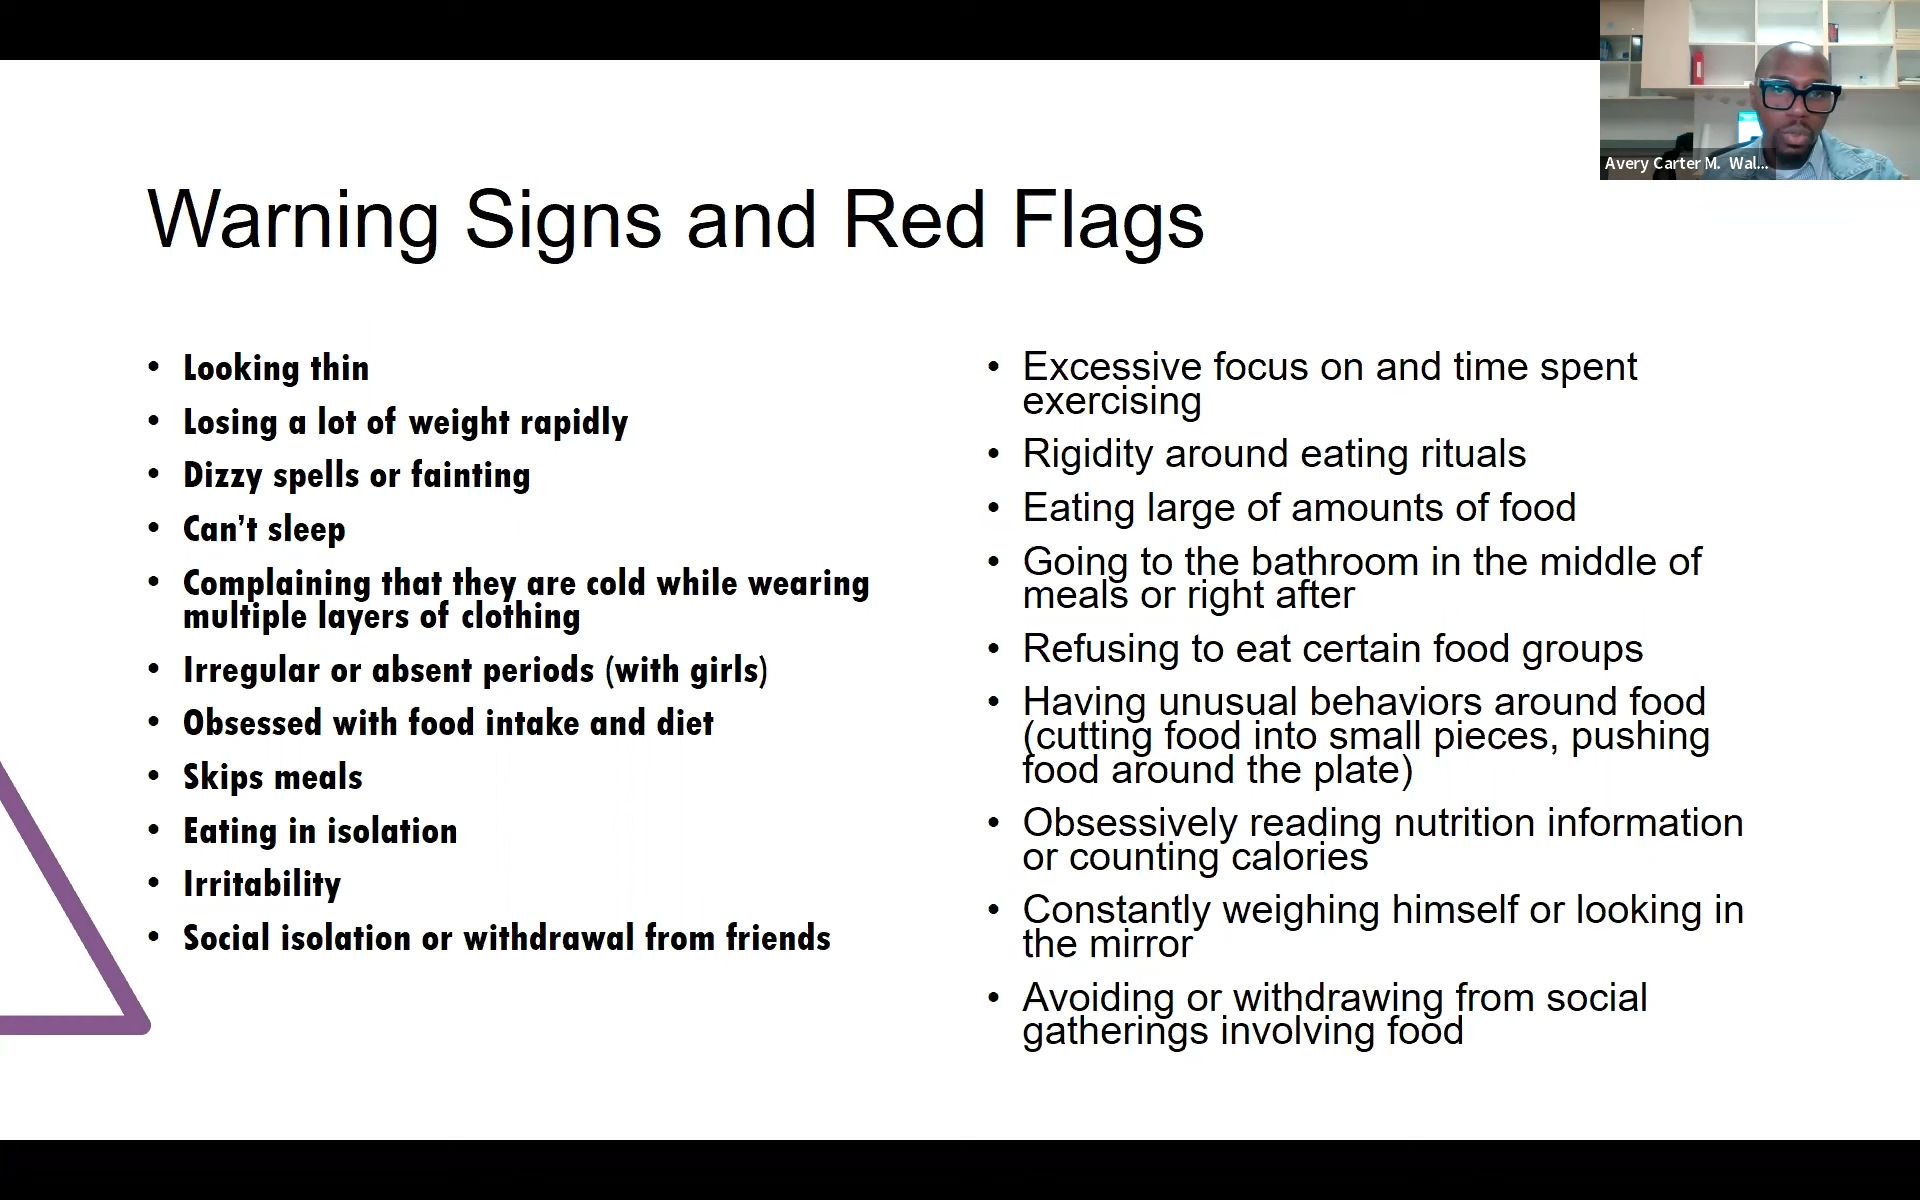 Avery Carter M. Wal...
Warning Signs and Red Flags
• Looking thin
• Losing a lot of weight rapidly
• Dizzy spells or fainting
• Can't sleep
• Complaining that they are cold while wearing
multiple layers of clothing
• Irregular or absent periods (with girls)
• Obsessed with food intake and diet
• Skips meals
• Eating in isolation
• Irritability
• Social isolation or withdrawal from friends
• Excessive focus on and time spent
exercising
• Rigidity around eating rituals
• Eating large of amounts of food
• Going to the bathroom in the middle of
meals or right after
• Refusing to eat certain food groups
• Having unusual behaviors around food
(cutting food into small pieces, pushing
food around the plate)
• Obsessively reading nutrition information
or counting calories
• Constantly weighing himself or looking in
the mirror
• Avoiding or withdrawing from social
gatherings involving food